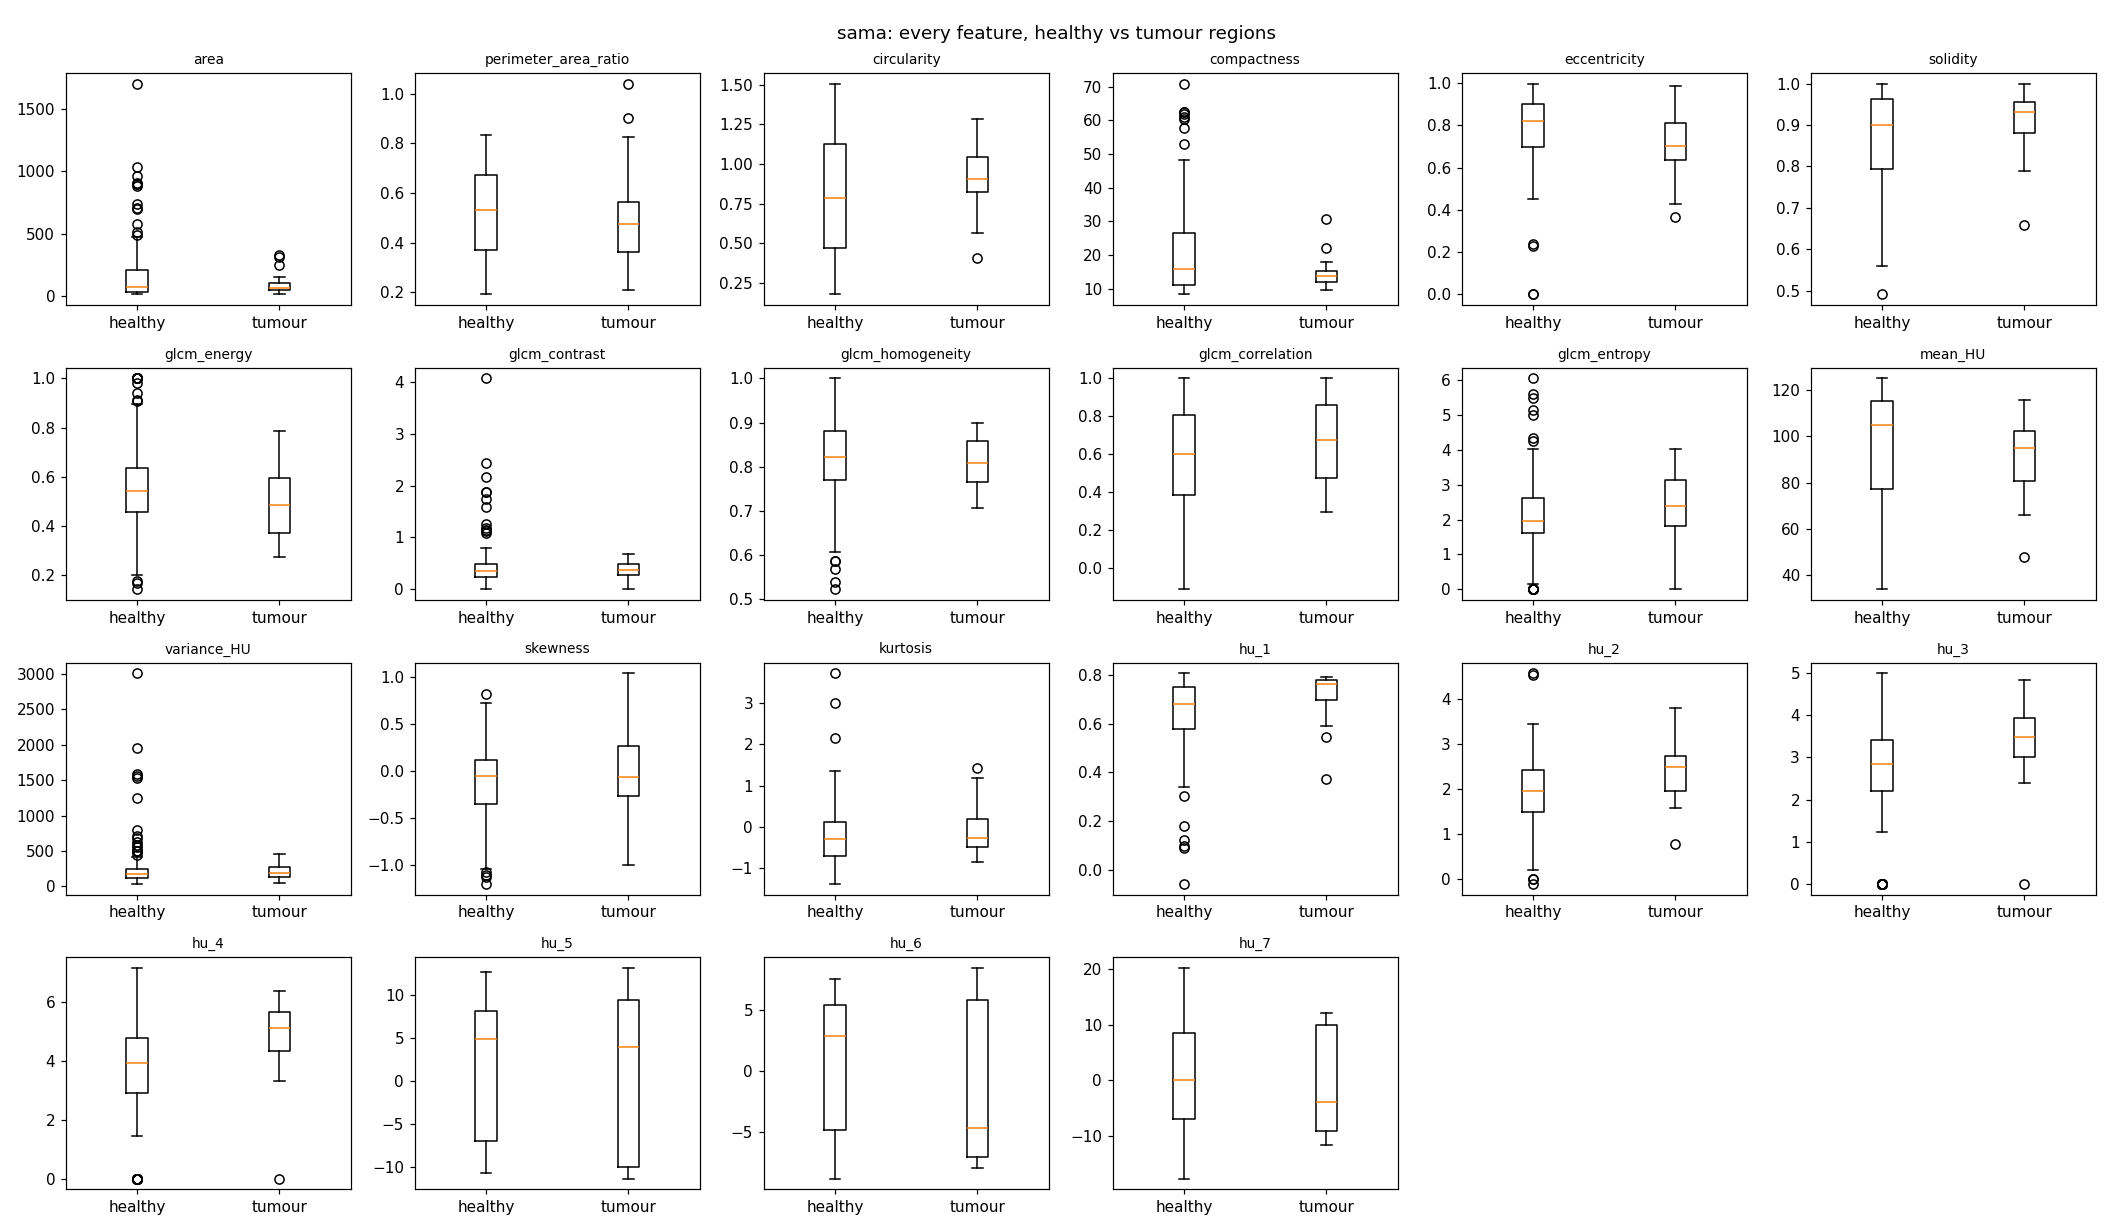 sama: every feature, healthy vs tumour regions
area perimeter_area_ratio circularity compactness eccentricity solidity
1500 1000 500 0
1.0 0.8 0.6 0.4 0.2
1.50 1.25 1.00 0.75 0.50 0.25
70 60 50 40 30 20 10
1.0 0.8 0.6 0.4 0.2 0.0
1.0 0.9 0.8 0.7 0.6 0.5
healthy tumour healthy tumour healthy tumour healthy tumour healthy tumour healthy tumour
glcm_energy glcm_contrast glcm_homogeneity glcm_correlation glcm_entropy mean_HU
1.0 0.8 0.6 0.4 0.2
4 3 2 1 0
1.0 0.9 0.8 0.7 0.6 0.5
1.0 0.8 0.6 0.4 0.2 0.0
6 5 4 3 2 1 0
120 100 80 60 40
healthy tumour healthy tumour healthy tumour healthy tumour healthy tumour healthy tumour
variance_HU skewness kurtosis hu_1 hu_2 hu_3
3000 2500 2000 1500 1000 500 0
1.0 0.5 0.0 −0.5 −1.0
3 2 1 0 −1
0.8 0.6 0.4 0.2 0.0
4 3 2 1 0
5 4 3 2 1 0
healthy tumour healthy tumour healthy tumour healthy tumour healthy tumour healthy tumour
hu_4 hu_5 hu_6 hu_7
6 4 2 0
10 5 0 −5 −10
5 0 −5
20 10 0 −10
healthy tumour healthy tumour healthy tumour healthy tumour